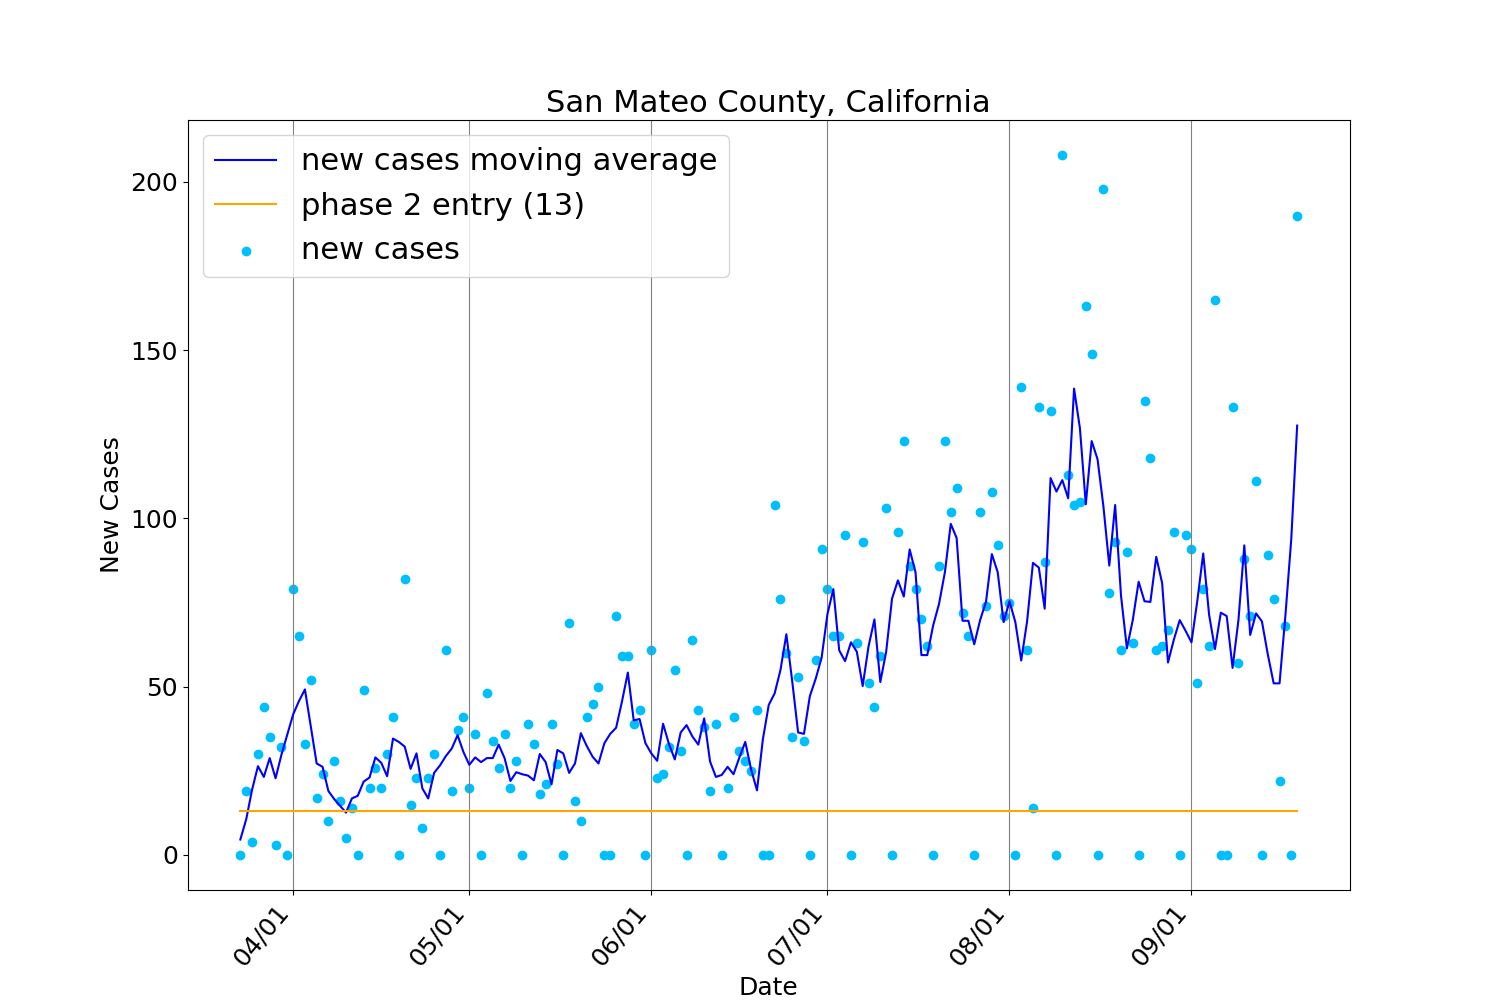 San Mateo County, California
new cases moving average
phase 2 entry (13)
new cases
200
150
100
50
0
New Cases
04/01
05/01
06/01
07/01
08/01
09/01
Date